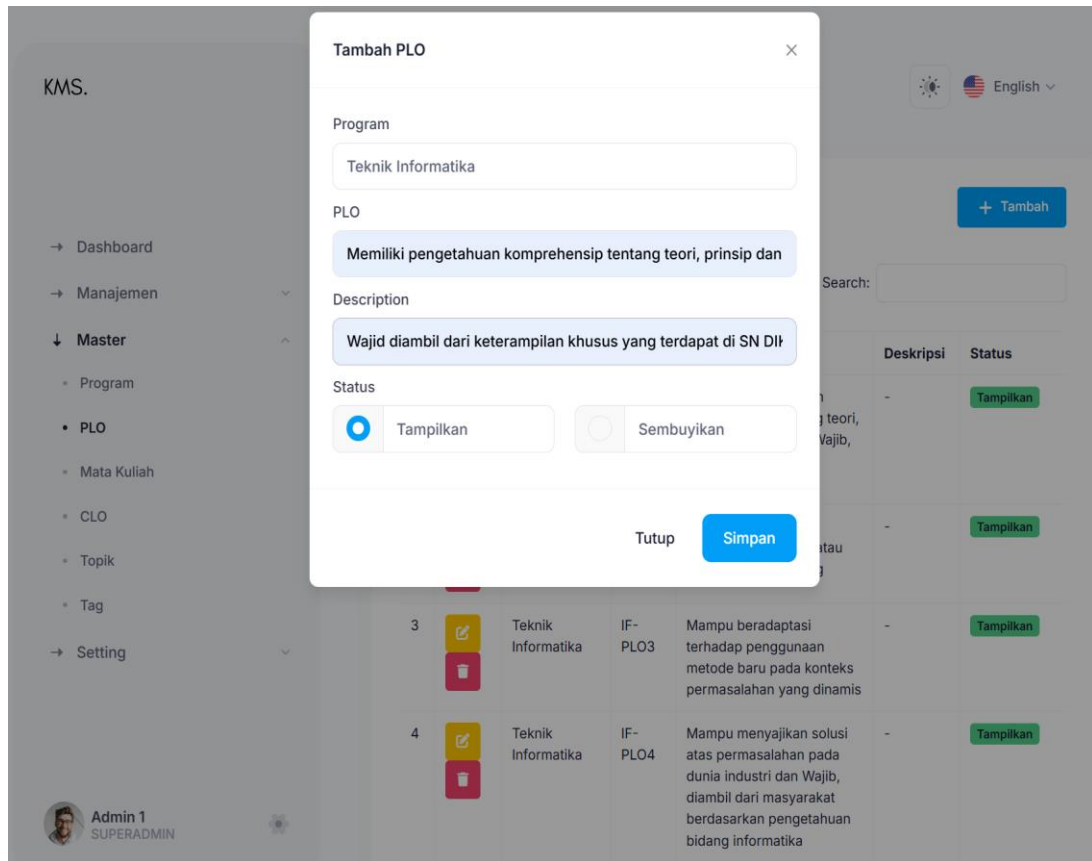 Tambah PLO
KMS.
English
Program
Teknik Informatika
PLO
Memiliki pengetahuan komprehensip tentang teori, prinsip dan
Description
Wajid diambil dari keterampilan khusus yang terdapat di SN
Status
Tampilkan
Sembuyikan
Tutup
Simpan
+ Tambah
Search:
Dashboard
Manajemen
Master
Program
PLO
Mata Kuliah
CLO
Topik
Tag
Setting
Admin 1
SUPERADMIN
Deskripsi
Status
teori,
-
Tampilkan
-
Tampilkan
3
Teknik
Informatika
IF-
PLO3
Mampu beradaptasi
terhadap penggunaan
metode baru pada konteks
permasalahan yang dinamis
-
Tampilkan
4
Teknik
Informatika
IF-
PLO4
Mampu menyajikan solusi
atas permasalahan pada
dunia industri dan Wajib,
diambil dari masyarakat
berdasarkan pengetahuan
bidang informatika
-
Tampilkan